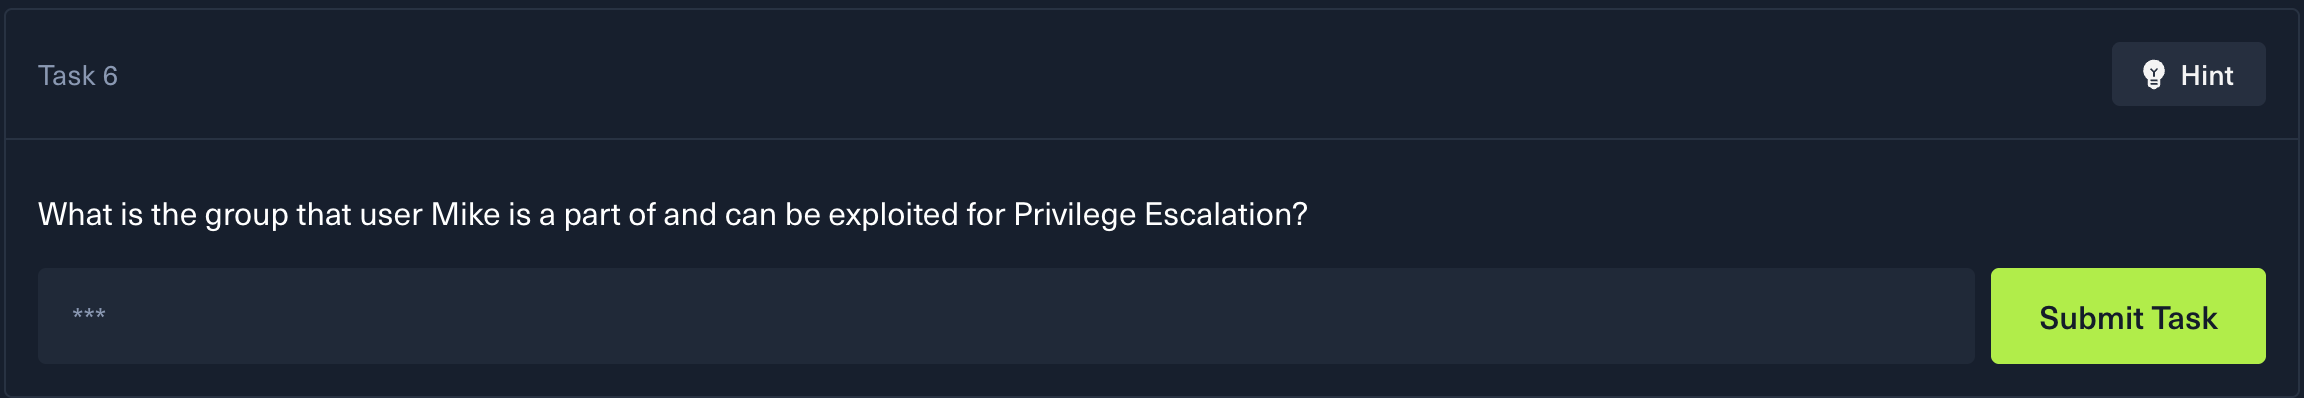 Task 6
Hint
What is the group that user Mike is a part of and can be exploited for Privilege Escalation?
***
Submit Task